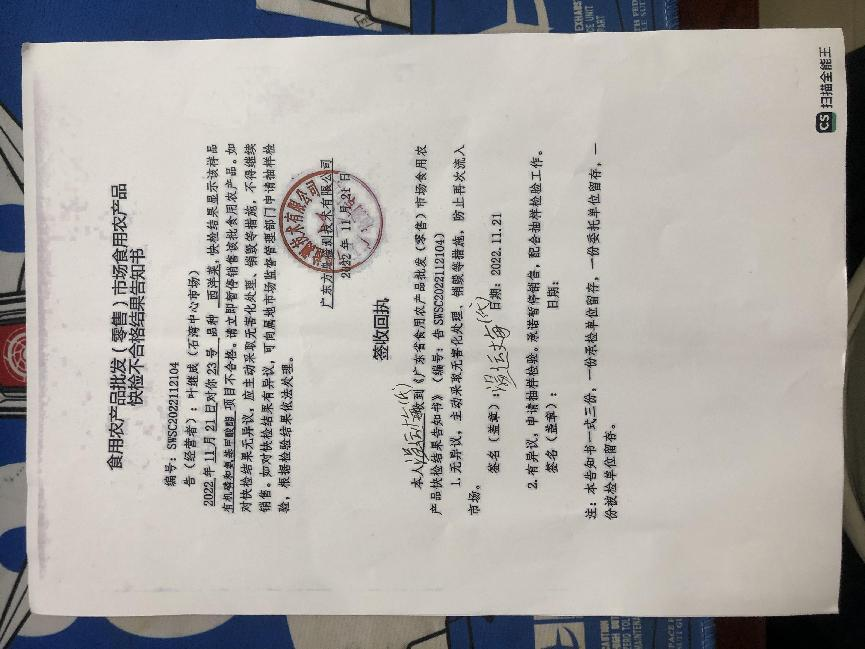 食用农产品批发（零售）市场食用农产品
快检不合格结果告知书
编号：SWSC2022112104
告（经营者）：叶继成（石湾中心市场）
2022 年 11 月 21 日对你 23 号 品种 西洋菜，快检结果显示该样品
有机磷和氨基甲酸酯 项目不合格。请立即暂停销售该批食用农产品。如
对快检结果无异议，应主动采取无害化处理、销毁等措施，不得继续
销售。如对快检结果有异议，可向属地市场监督管理部门申请抽样检
验，根据检验结果依法处理。
广东方 检测技术有限公司
2022 年 11 月 21 日
签收回执
本人 收到《广东省食用农产品批发（零售）市场食用农
产品快检结果告知书》（编号：告 SWSC2022112104）
1. 无异议，主动采取无害化处理、销毁等措施，防止再次流入
市场。
签名（盖章）： 日期：2022.11.21
2. 有异议，申请抽样检验。承诺暂停销售，配合抽样检验工作。
签名（盖章）： 日期：
注：本告知书一式三份，一份承检单位留存，一份委托单位留存，一
份被检单位留存。
CS 扫描全能王